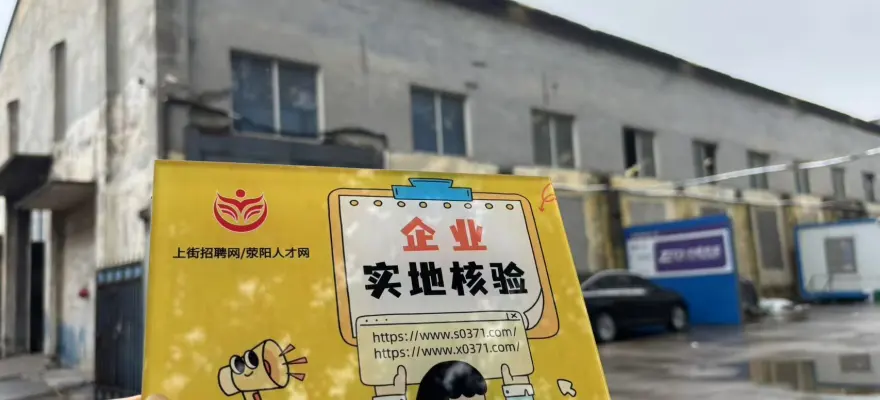 上街招聘网/荥阳人才网
企业
实地核验
https://www.s0371.com/
https://www.x0371.com/